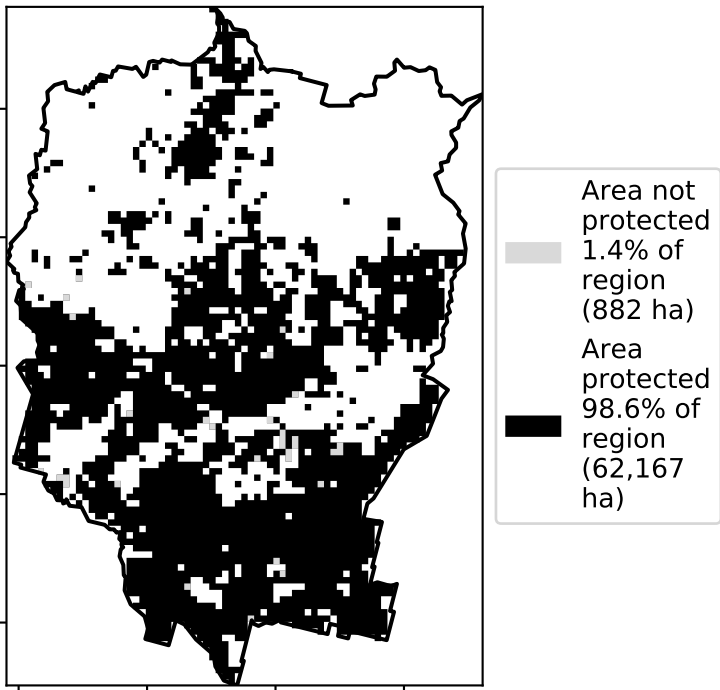 Area not
protected
1.4% of
region
(882 ha)
Area
protected
98.6% of
region
(62,167
ha)